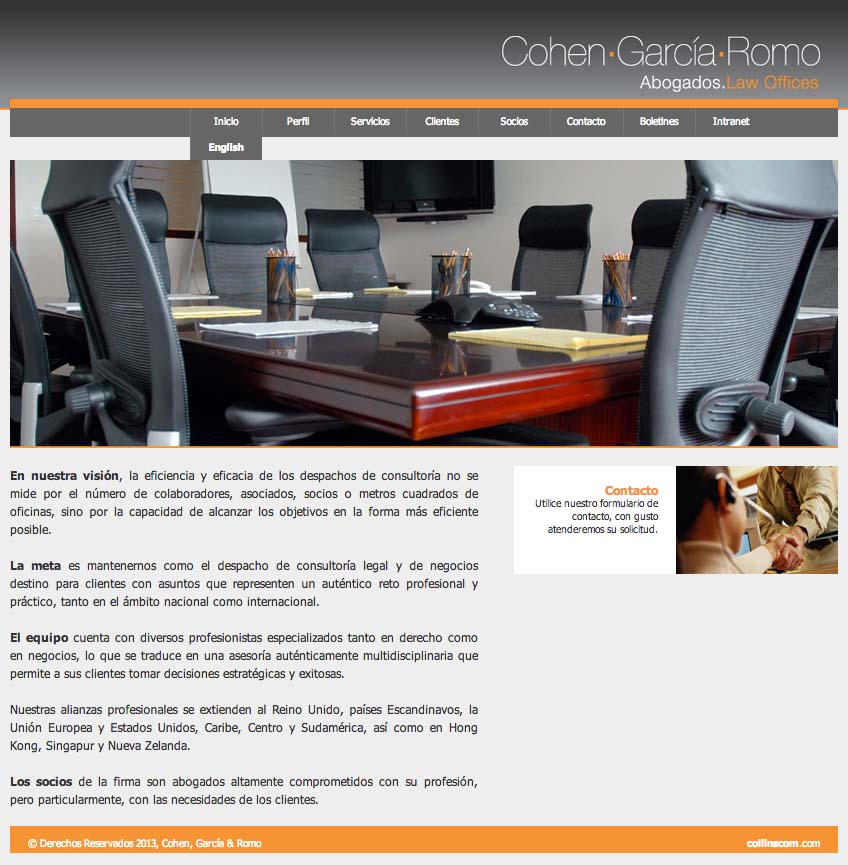 Cohen·García·Romo
Abogados.Law Offices
Inicio Perfil Servicios Clientes Socios Contacto Boletines Intranet
English
En nuestra visión, la eficiencia y eficacia de los despachos de consultoría no se
mide por el número de colaboradores, asociados, socios o metros cuadrados de
oficinas, sino por la capacidad de alcanzar los objetivos en la forma más eficiente
posible.
La meta es mantenernos como el despacho de consultoría legal y de negocios
destino para clientes con asuntos que representen un auténtico reto profesional y
práctico, tanto en el ámbito nacional como internacional.
El equipo cuenta con diversos profesionistas especializados tanto en derecho como
en negocios, lo que se traduce en una asesoría auténticamente multidisciplinaria que
permite a sus clientes tomar decisiones estratégicas y exitosas.
Nuestras alianzas profesionales se extienden al Reino Unido, países Escandinavos, la
Unión Europea y Estados Unidos, Caribe, Centro y Sudamérica, así como en Hong
Kong, Singapur y Nueva Zelanda.
Los socios de la firma son abogados altamente comprometidos con su profesión,
pero particularmente, con las necesidades de los clientes.
Contacto
Utilice nuestro formulario de
contacto, con gusto
atenderemos su solicitud.
© Derechos Reservados 2013, Cohen, García & Romo
collinscom.com